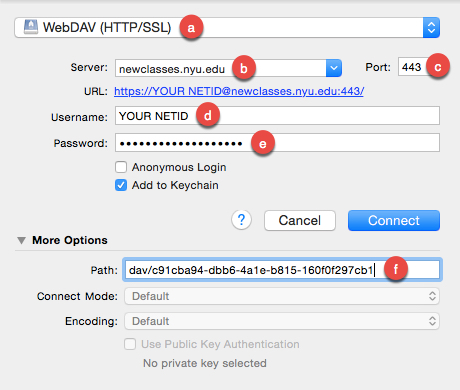 WebDAV (HTTP/SSL) a
Server: newclasses.nyu.edu b Port: 443 c
URL: https://YOUR NETID@newclasses.nyu.edu:443/
Username: YOUR NETID d
Password: ••••••••••••••••••• e
Anonymous Login
Add to Keychain
? Cancel Connect
More Options
Path: dav/c91cba94-dbb6-4a1e-b815-160f0f297cb1 f
Connect Mode: Default
Encoding: Default
Use Public Key Authentication
No private key selected